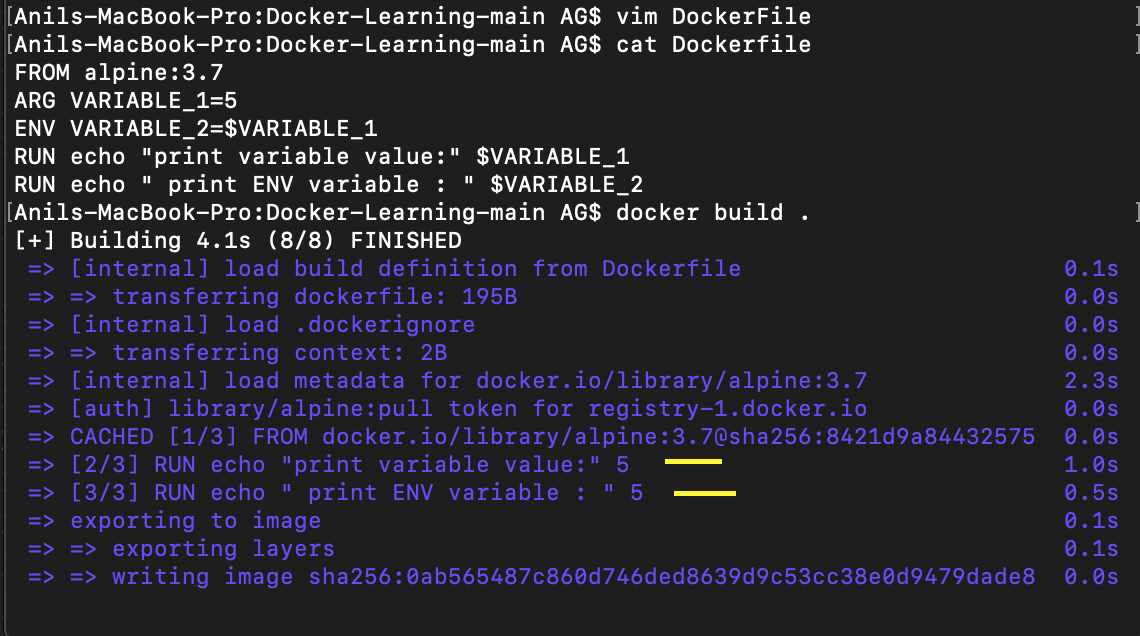 [Anils-MacBook-Pro:Docker-Learning-main AG$ vim DockerFile ]
[Anils-MacBook-Pro:Docker-Learning-main AG$ cat Dockerfile ]
FROM alpine:3.7
ARG VARIABLE_1=5
ENV VARIABLE_2=$VARIABLE_1
RUN echo "print variable value:" $VARIABLE_1
RUN echo " print ENV variable : " $VARIABLE_2
[Anils-MacBook-Pro:Docker-Learning-main AG$ docker build . ]
[+] Building 4.1s (8/8) FINISHED
=> [internal] load build definition from Dockerfile 0.1s
=> => transferring dockerfile: 195B 0.0s
=> [internal] load .dockerignore 0.0s
=> => transferring context: 2B 0.0s
=> [internal] load metadata for docker.io/library/alpine:3.7 2.3s
=> [auth] library/alpine:pull token for registry-1.docker.io 0.0s
=> CACHED [1/3] FROM docker.io/library/alpine:3.7@sha256:8421d9a84432575 0.0s
=> [2/3] RUN echo "print variable value:" 5 1.0s
=> [3/3] RUN echo " print ENV variable : " 5 0.5s
=> exporting to image 0.1s
=> => exporting layers 0.1s
=> => writing image sha256:0ab565487c860d746ded8639d9c53cc38e0d9479dade8 0.0s